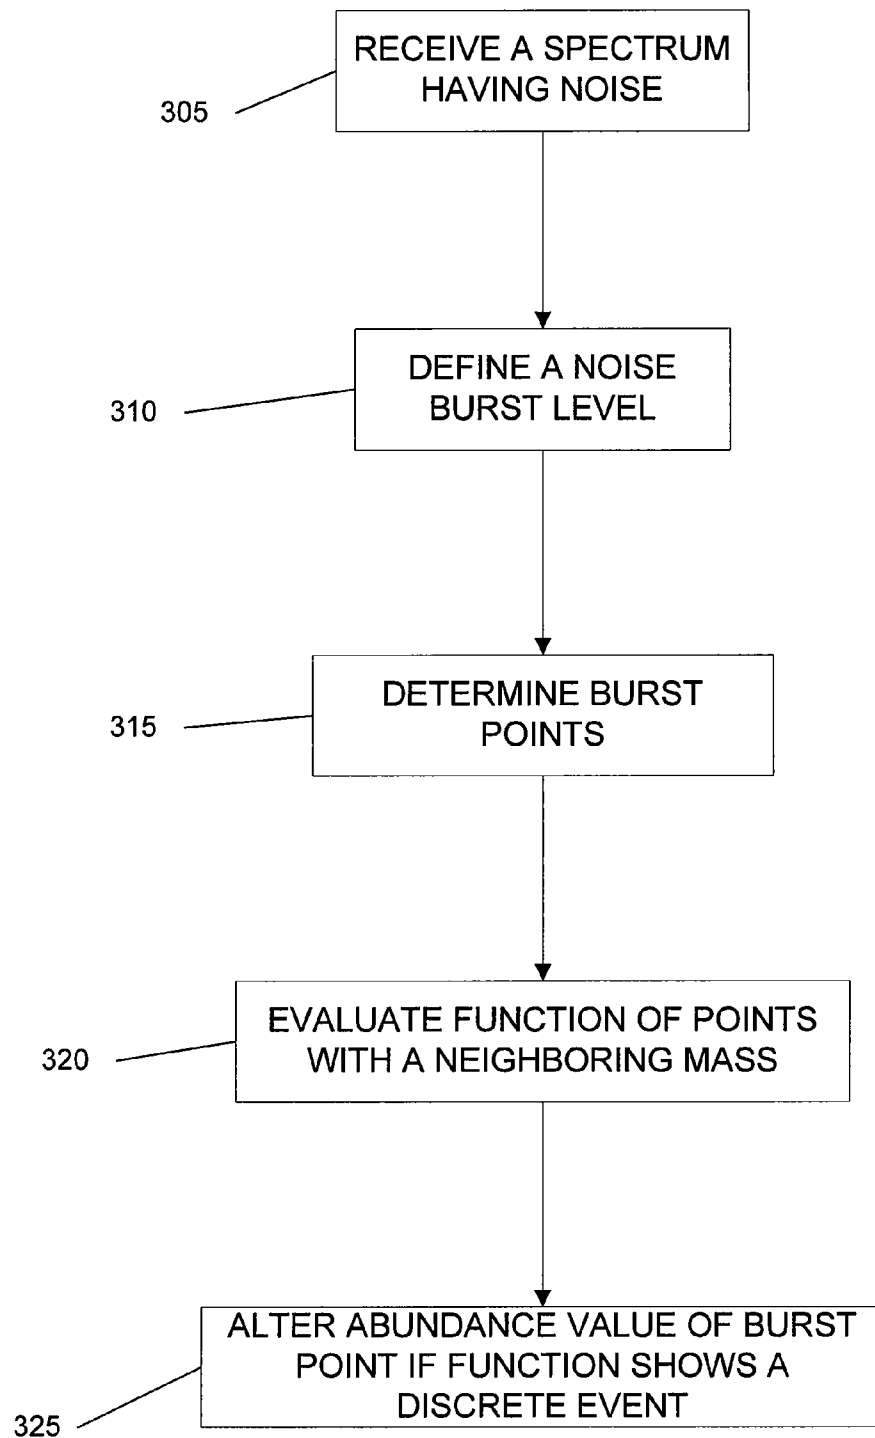 RECEIVE A SPECTRUM
HAVING NOISE
305
DEFINE A NOISE
BURST LEVEL
310
DETERMINE BURST
POINTS
315
EVALUATE FUNCTION OF POINTS
WITH A NEIGHBORING MASS
320
ALTER ABUNDANCE VALUE OF BURST
POINT IF FUNCTION SHOWS A
DISCRETE EVENT
325